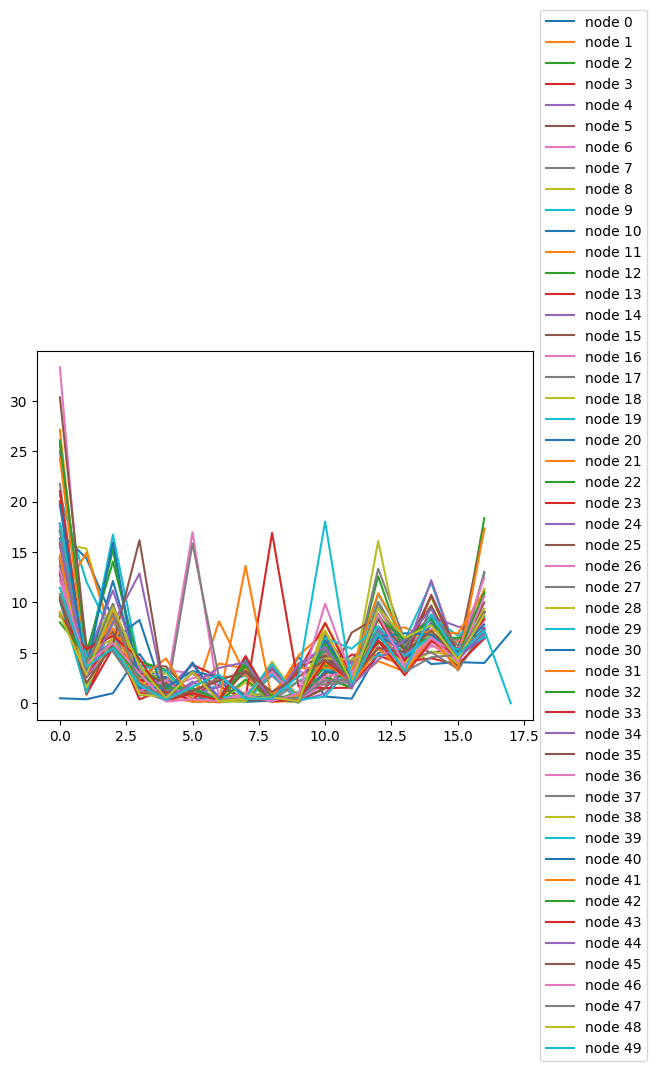 node 0
node 1
node 2
node 3
node 4
node 5
node 6
node 7
node 8
node 9
node 10
node 11
node 12
node 13
node 14
node 15
node 16
node 17
node 18
node 19
node 20
node 21
node 22
node 23
node 24
node 25
node 26
node 27
node 28
node 29
node 30
node 31
node 32
node 33
node 34
node 35
node 36
node 37
node 38
node 39
node 40
node 41
node 42
node 43
node 44
node 45
node 46
node 47
node 48
node 49
30
25
20
15
10
5
0
0.0 2.5 5.0 7.5 10.0 12.5 15.0 17.5